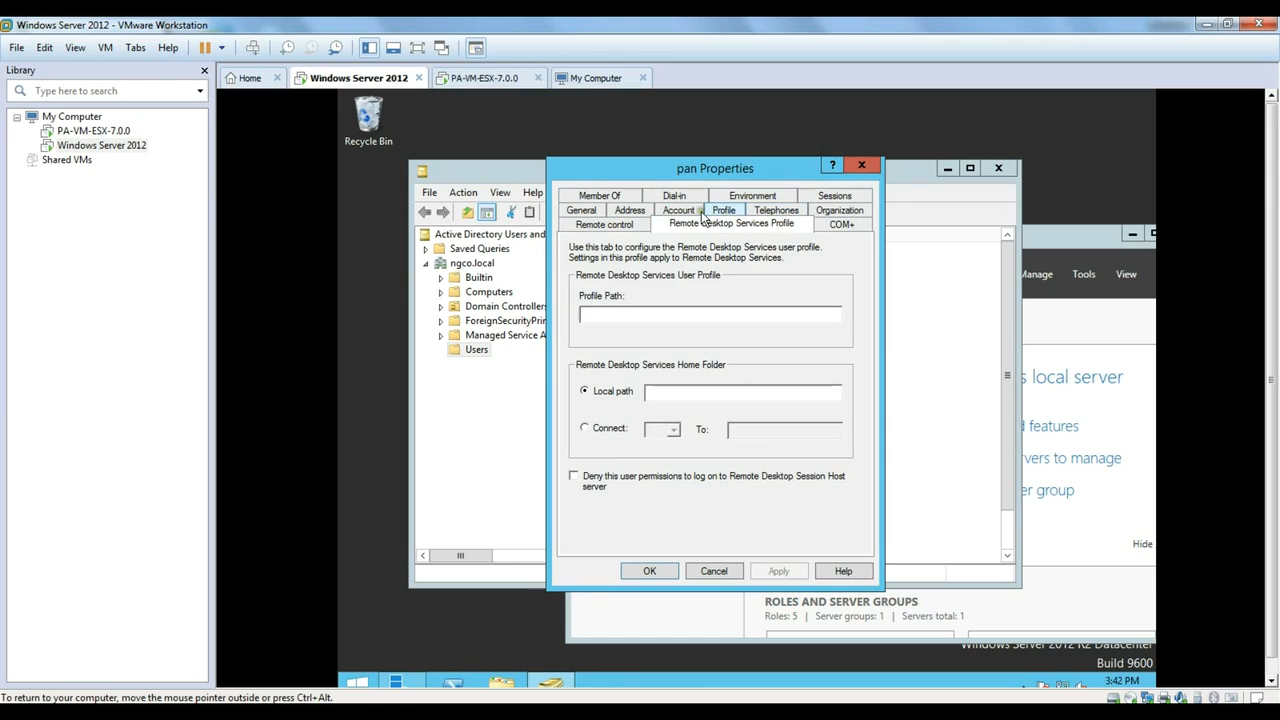 Windows Server 2012 - VMware Workstation
File Edit View VM Tabs Help
Library
Type here to search
My Computer
PA-VM-ESX-7.0.0
Windows Server 2012
Shared VMs
Home Windows Server 2012 PA-VM-ESX-7.0.0 My Computer
Recycle Bin
File Action View Help
Active Directory Users and
Saved Queries
ngco.local
Builtin
Computers
Domain Controllers
ForeignSecurityPrin
Managed Service A
Users
pan Properties
Member Of Dial-in Environment Sessions
General Address Account Profile Telephones Organization
Remote control Remote Desktop Services Profile COM+
Use this tab to configure the Remote Desktop Services user profile.
Settings in this profile apply to Remote Desktop Services.
Remote Desktop Services User Profile
Profile Path:
Remote Desktop Services Home Folder
Local path
Connect: To:
Deny this user permissions to log on to Remote Desktop Session Host
server
OK Cancel Apply Help
Manage Tools View
s local server
d features
vers to manage
group
Hide
ROLES AND SERVER GROUPS
Roles: 5 | Server groups: 1 | Servers total: 1
Windows Server 2012 R2 Datacenter
Build 9600
3:42 PM
To return to your computer, move the mouse pointer outside or press Ctrl+Alt.